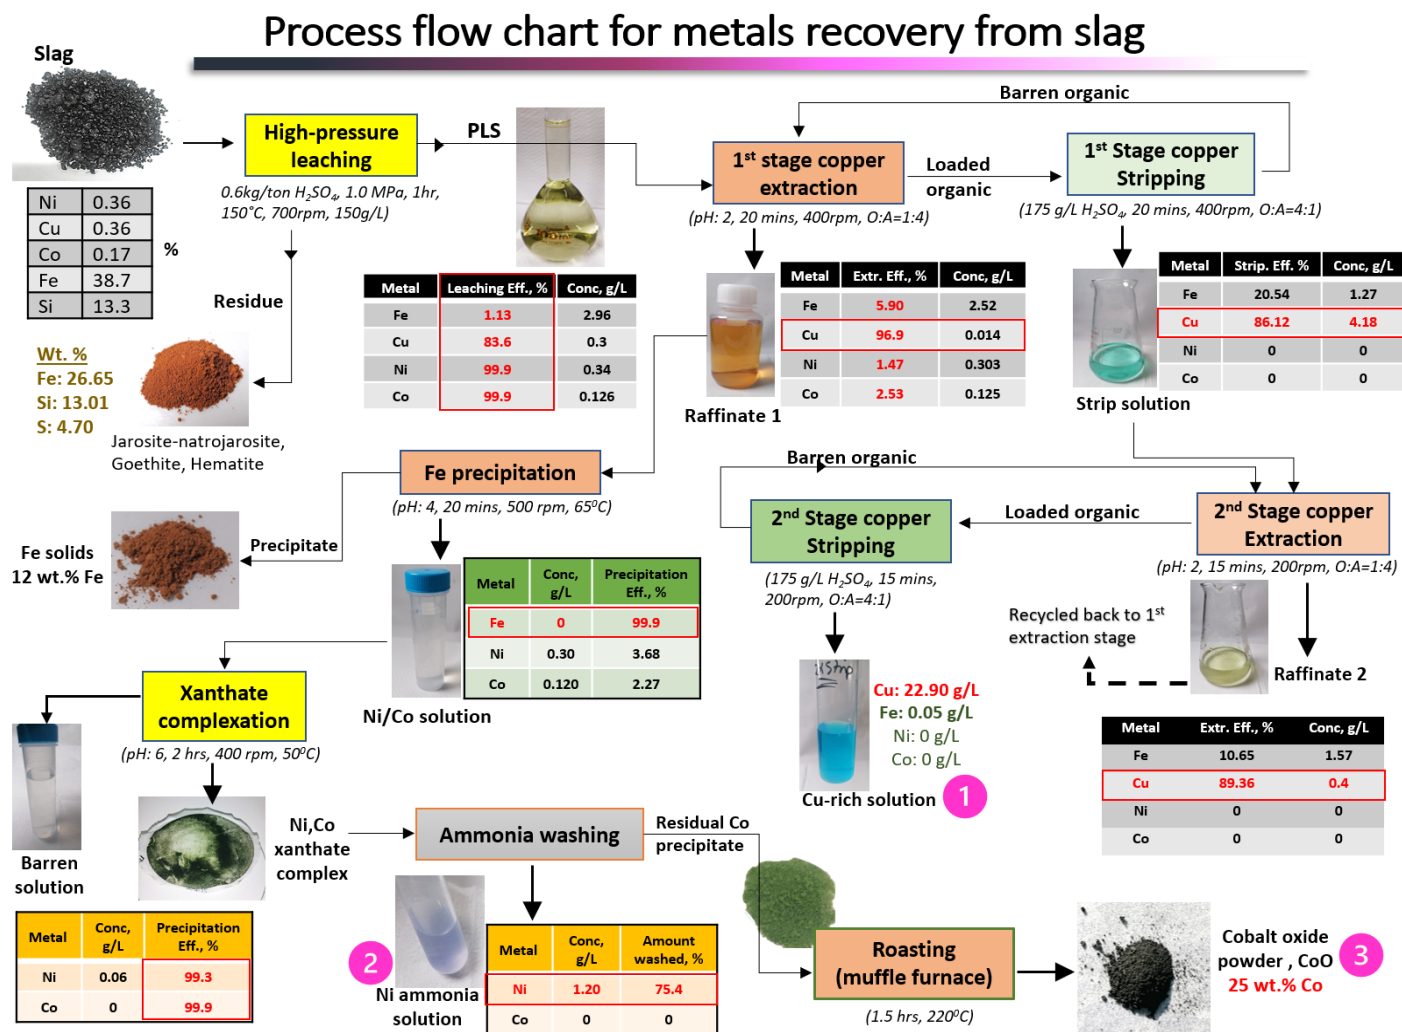 Process flow chart for metals recovery from slag
Slag
Ni 0.36
Cu 0.36
Co 0.17
Fe 38.7
Si 13.3
%
High-pressure
leaching
0.6kg/ton H₂SO₄, 1.0 MPa, 1hr,
150°C, 700rpm, 150g/L)
PLS
Residue
Wt. %
Fe: 26.65
Si: 13.01
S: 4.70
Jarosite-natrojarosite,
Goethite, Hematite
Metal Leaching Eff., % Conc, g/L
Fe 1.13 2.96
Cu 83.6 0.3
Ni 99.9 0.34
Co 99.9 0.126
Barren organic
1st stage copper
extraction
(pH: 2, 20 mins, 400rpm, O:A=1:4)
Loaded
organic
1st Stage copper
Stripping
(175 g/L H₂SO₄, 20 mins, 400rpm, O:A=4:1)
Raffinate 1
Metal Extr. Eff., % Conc, g/L
Fe 5.90 2.52
Cu 96.9 0.014
Ni 1.47 0.303
Co 2.53 0.125
Strip solution
Metal Strip. Eff. % Conc, g/L
Fe 20.54 1.27
Cu 86.12 4.18
Ni 0 0
Co 0 0
Fe precipitation
(pH: 4, 20 mins, 500 rpm, 65⁰C)
Precipitate
Fe solids
12 wt.% Fe
Metal Conc, g/L Precipitation Eff., %
Fe 0 99.9
Ni 0.30 3.68
Co 0.120 2.27
Ni/Co solution
Barren organic
2nd Stage copper
Stripping
(175 g/L H₂SO₄, 15 mins,
200rpm, O:A=4:1)
Loaded organic
2nd Stage copper
Extraction
(pH: 2, 15 mins, 200rpm, O:A=1:4)
Recycled back to 1st
extraction stage
Raffinate 2
Cu: 22.90 g/L
Fe: 0.05 g/L
Ni: 0 g/L
Co: 0 g/L
Cu-rich solution
1
Metal Extr. Eff., % Conc, g/L
Fe 10.65 1.57
Cu 89.36 0.4
Ni 0 0
Co 0 0
Xanthate
complexation
(pH: 6, 2 hrs, 400 rpm, 50⁰C)
Barren
solution
Metal Conc, g/L Precipitation Eff., %
Ni 0.06 99.3
Co 0 99.9
Ni,Co
xanthate
complex
Ammonia washing
Residual Co
precipitate
2
Ni ammonia
solution
Metal Conc, g/L Amount washed, %
Ni 1.20 75.4
Co 0 0
Roasting
(muffle furnace)
(1.5 hrs, 220⁰C)
Cobalt oxide
powder , CoO
25 wt.% Co
3